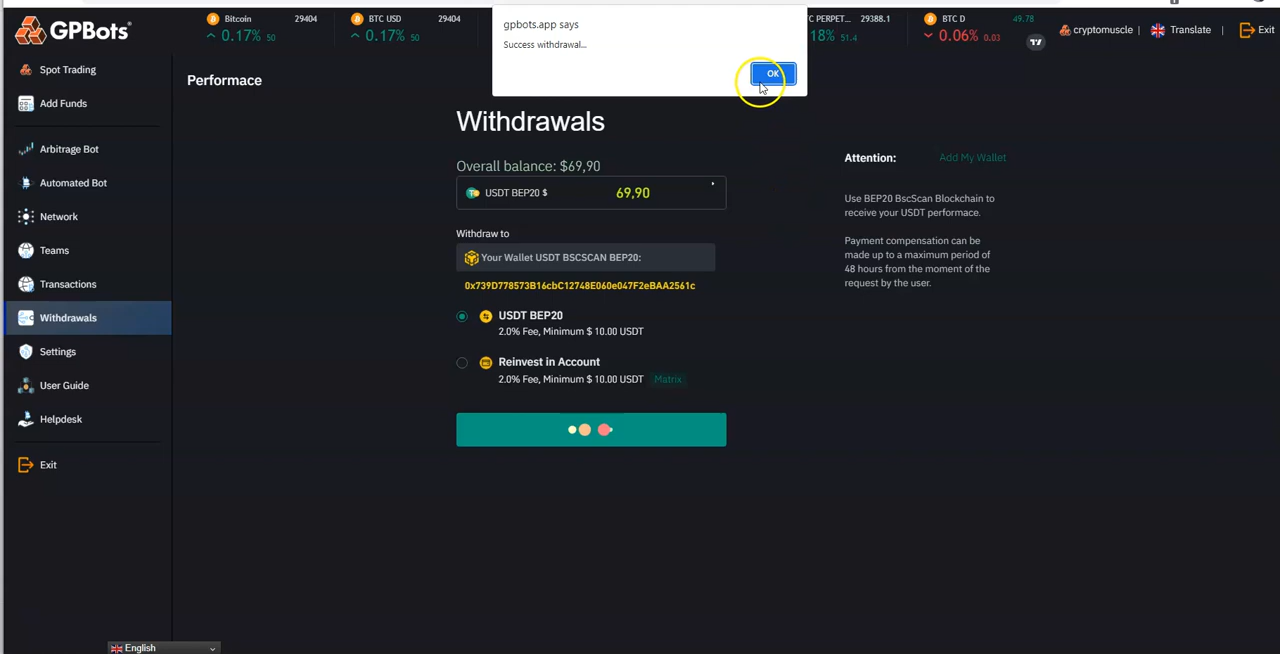 GPBots
Bitcoin 29404
0.17% 50
BTC USD 29404
0.17% 50
C PERPET... 29388.1
18% 51.4
BTC D 49.78
0.06% 0.03
cryptomuscle | Translate | Exit
gpbots.app says
Success withdrawal...
OK
Spot Trading
Add Funds
Arbitrage Bot
Automated Bot
Network
Teams
Transactions
Withdrawals
Settings
User Guide
Helpdesk
Exit
Performace
Withdrawals
Overall balance: $69,90
USDT BEP20 $ 69,90
Withdraw to
Your Wallet USDT BSCSCAN BEP20:
0x739D778573B16cbC12748E060e047F2eBAA2561c
USDT BEP20
2.0% Fee, Minimum $ 10.00 USDT
Reinvest in Account
2.0% Fee, Minimum $ 10.00 USDT Matrix
Attention: Add My Wallet
Use BEP20 BscScan Blockchain to
receive your USDT performace.
Payment compensation can be
made up to a maximum period of
48 hours from the moment of the
request by the user.
English